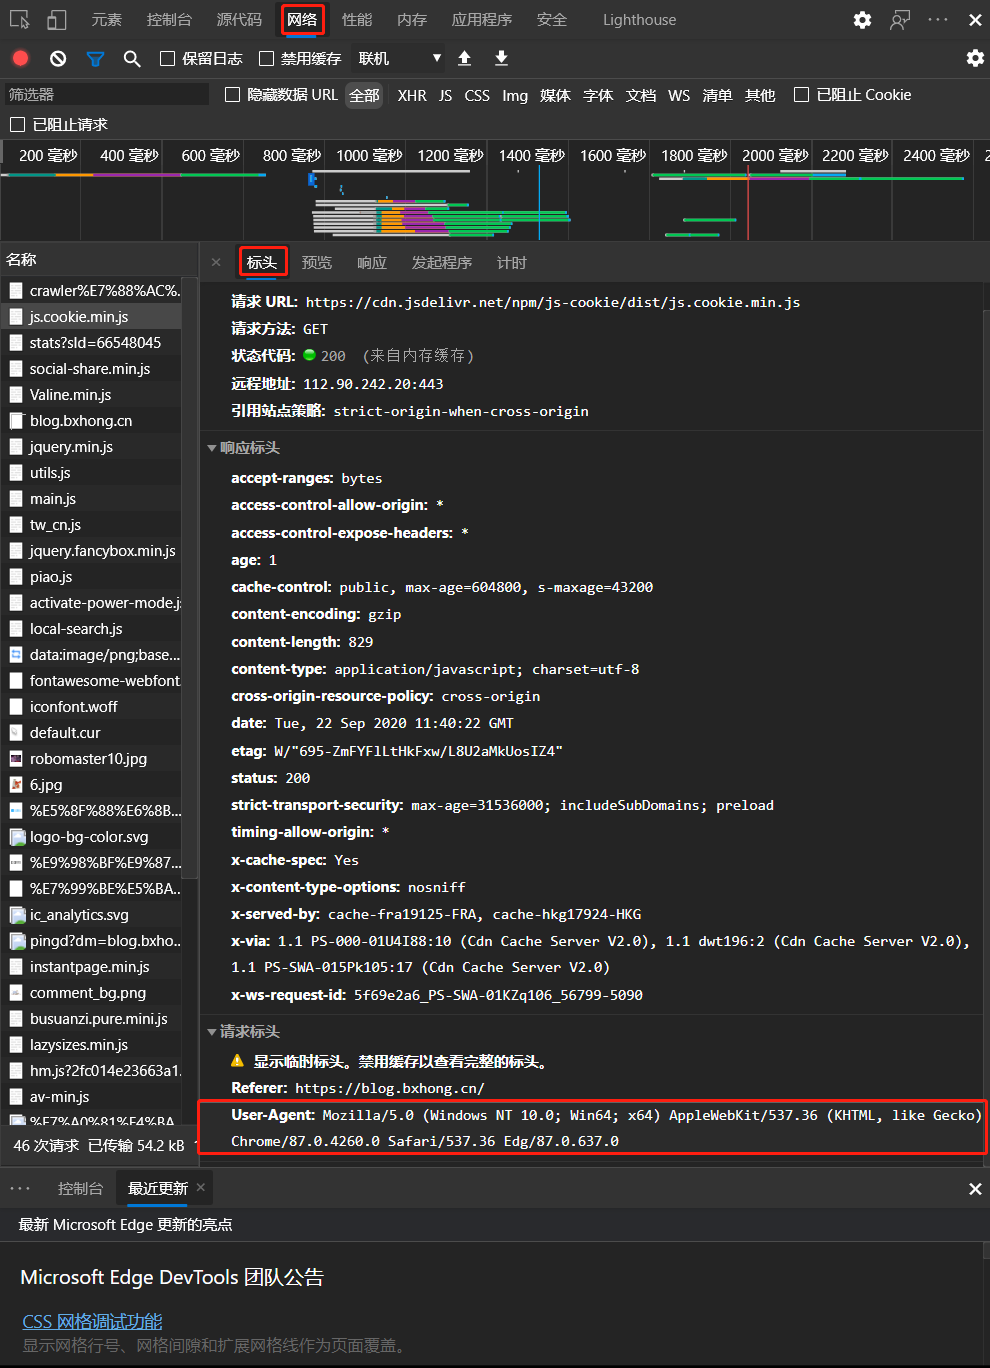 元素 控制台 源代码 网络 性能 内存 应用程序 安全 Lighthouse
保留日志 禁用缓存 联机
筛选器 隐藏数据 URL 全部 XHR JS CSS Img 媒体 字体 文档 WS 清单 其他 已阻止 Cookie
已阻止请求
200 毫秒 400 毫秒 600 毫秒 800 毫秒 1000 毫秒 1200 毫秒 1400 毫秒 1600 毫秒 1800 毫秒 2000 毫秒 2200 毫秒 2400 毫秒
名称
crawler%E7%88%AC%.
js.cookie.min.js
stats?sId=66548045
social-share.min.js
Valine.min.js
blog.bxhong.cn
jquery.min.js
utils.js
main.js
tw_cn.js
jquery.fancybox.min.js
piao.js
activate-power-mode.j
local-search.js
data:image/png;base...
fontawesome-webfont
iconfont.woff
default.cur
robomaster10.jpg
6.jpg
%E5%8F%88%E6%8B...
logo-bg-color.svg
%E9%98%BF%E9%87...
%E7%99%BE%E5%BA..
ic_analytics.svg
pingd?dm=blog.bxho..
instantpage.min.js
comment_bg.png
busuanzi.pure.mini.js
lazysizes.min.js
hm.js?2fc014e23663a1.
av-min.js
%E7%A0%81%E4%BA
46 次请求 已传输 54.2 kB
标头 预览 响应 发起程序 计时
请求 URL: https://cdn.jsdelivr.net/npm/js-cookie/dist/js.cookie.min.js
请求方法: GET
状态代码: 200 (来自内存缓存)
远程地址: 112.90.242.20:443
引用站点策略: strict-origin-when-cross-origin
响应标头
accept-ranges: bytes
access-control-allow-origin: *
access-control-expose-headers: *
age: 1
cache-control: public, max-age=604800, s-maxage=43200
content-encoding: gzip
content-length: 829
content-type: application/javascript; charset=utf-8
cross-origin-resource-policy: cross-origin
date: Tue, 22 Sep 2020 11:40:22 GMT
etag: W/"695-ZmFYFlLtHkFxw/L8U2aMkUosIZ4"
status: 200
strict-transport-security: max-age=31536000; includeSubDomains; preload
timing-allow-origin: *
x-cache-spec: Yes
x-content-type-options: nosniff
x-served-by: cache-fra19125-FRA, cache-hkg17924-HKG
x-via: 1.1 PS-000-01U4I88:10 (Cdn Cache Server V2.0), 1.1 dwt196:2 (Cdn Cache Server V2.0),
1.1 PS-SWA-015Pk105:17 (Cdn Cache Server V2.0)
x-ws-request-id: 5f69e2a6_PS-SWA-01KZq106_56799-5090
请求标头
显示临时标头。禁用缓存以查看完整的标头。
Referer: https://blog.bxhong.cn/
User-Agent: Mozilla/5.0 (Windows NT 10.0; Win64; x64) AppleWebKit/537.36 (KHTML, like Gecko)
Chrome/87.0.4260.0 Safari/537.36 Edg/87.0.637.0
控制台 最近更新
最新 Microsoft Edge 更新的亮点
Microsoft Edge DevTools 团队公告
CSS 网格调试功能
显示网格行号、网格间隙和扩展网格线作为页面覆盖。